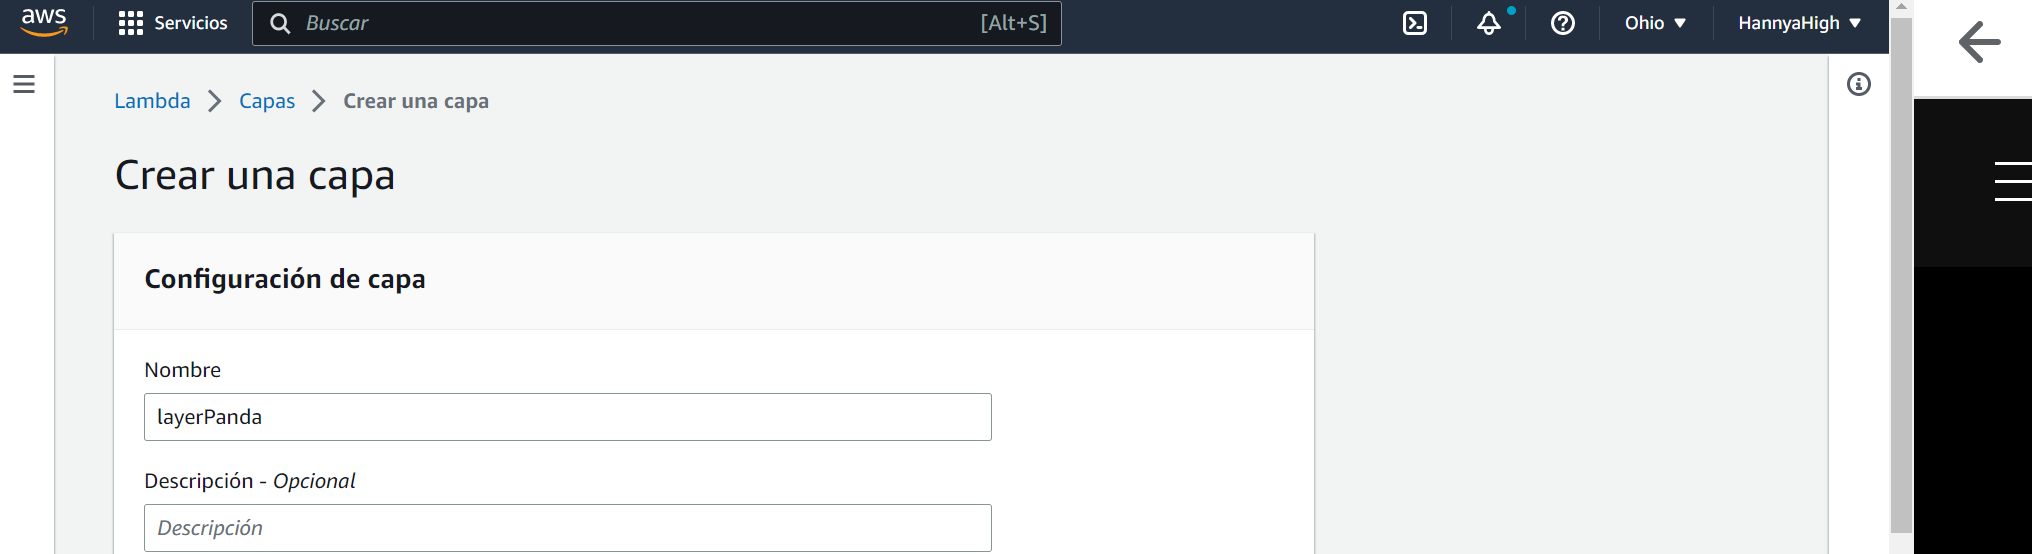 aws
Servicios
Buscar
[Alt+S]
Ohio
HannyaHigh
Lambda
Capas
Crear una capa
Crear una capa
Configuración de capa
Nombre
layerPanda
Descripción - Opcional
Descripción